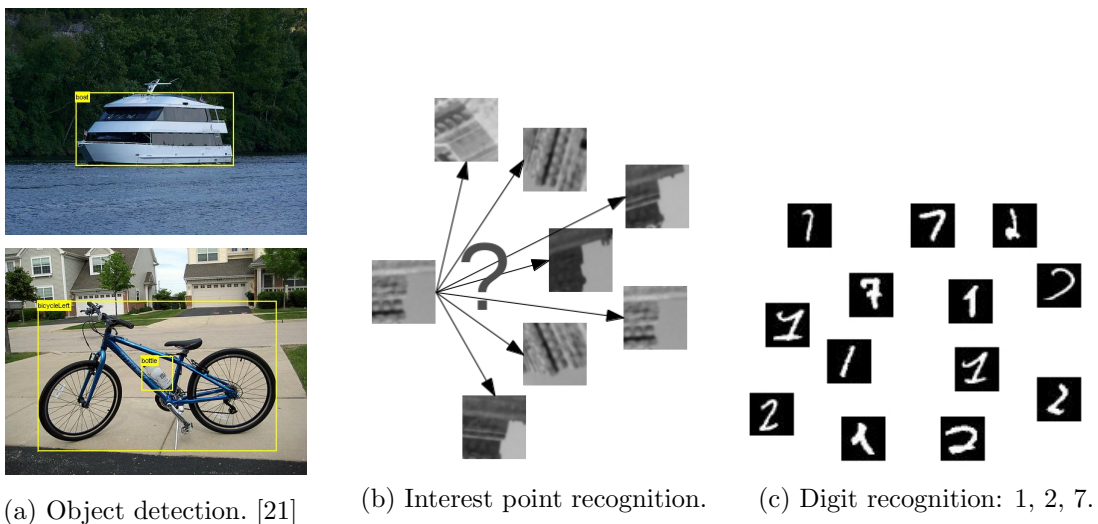 boat
bicycleLeft
bottle
?
(a) Object detection. [21]
(b) Interest point recognition.
(c) Digit recognition: 1, 2, 7.